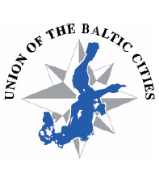 UNION OF THE BALTIC CITIES